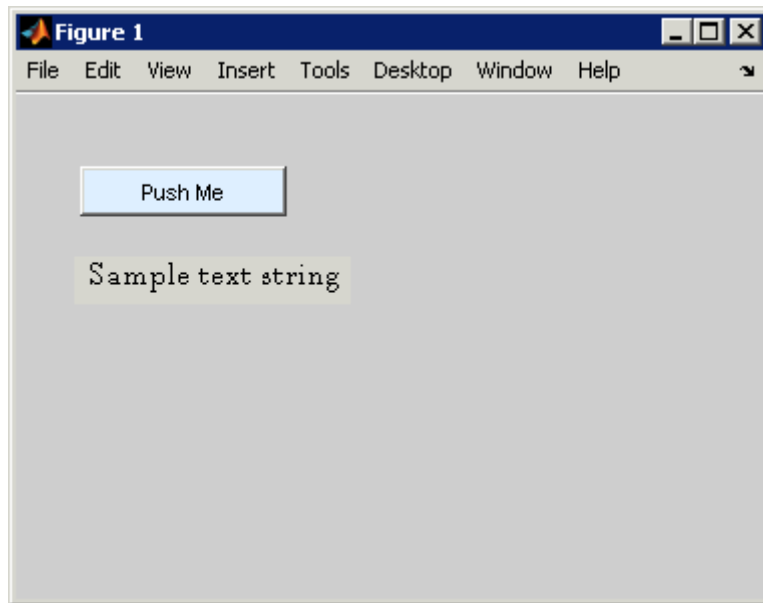 Figure 1
File Edit View Insert Tools Desktop Window Help
Push Me
Sample text string